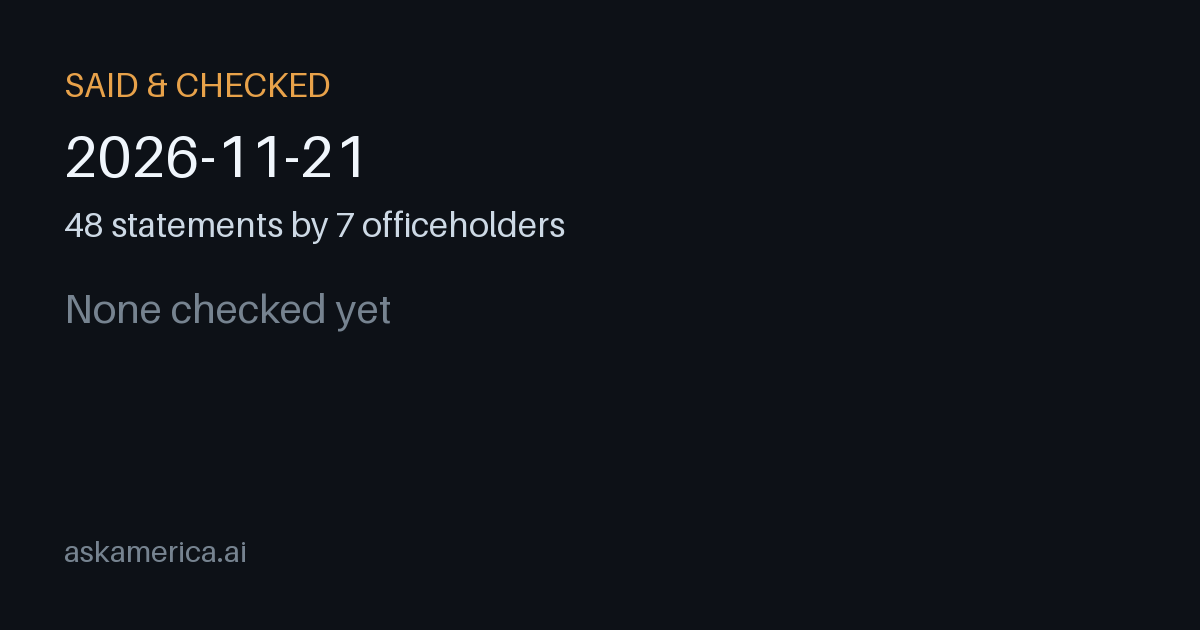 SAID & CHECKED
2026-11-21
48 statements by 7 officeholders
None checked yet
askamerica.ai